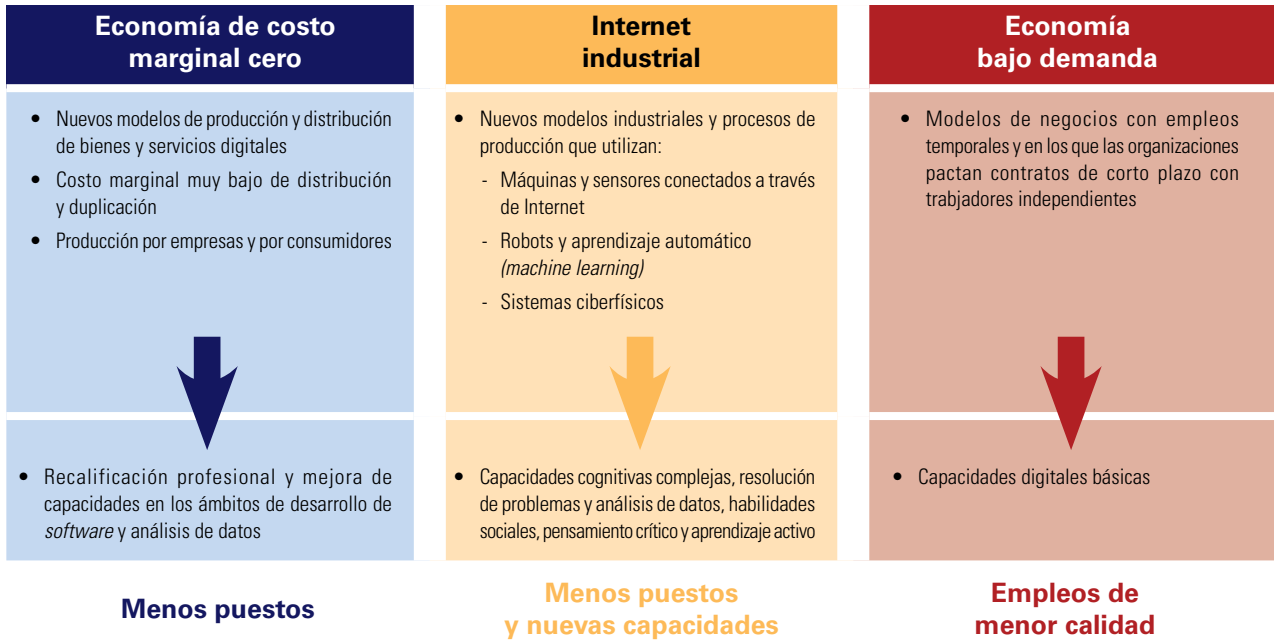 Economía de costo
marginal cero
• Nuevos modelos de producción y distribución
de bienes y servicios digitales
• Costo marginal muy bajo de distribución
y duplicación
• Producción por empresas y por consumidores
• Recalificación profesional y mejora de
capacidades en los ámbitos de desarrollo de
software y análisis de datos
Menos puestos
Internet
industrial
• Nuevos modelos industriales y procesos de
producción que utilizan:
- Máquinas y sensores conectados a través
de Internet
- Robots y aprendizaje automático
(machine learning)
- Sistemas ciberfísicos
• Capacidades cognitivas complejas, resolución
de problemas y análisis de datos, habilidades
sociales, pensamiento crítico y aprendizaje activo
Menos puestos
y nuevas capacidades
Economía
bajo demanda
• Modelos de negocios con empleos
temporales y en los que las organizaciones
pactan contratos de corto plazo con
trabjadores independientes
• Capacidades digitales básicas
Empleos de
menor calidad